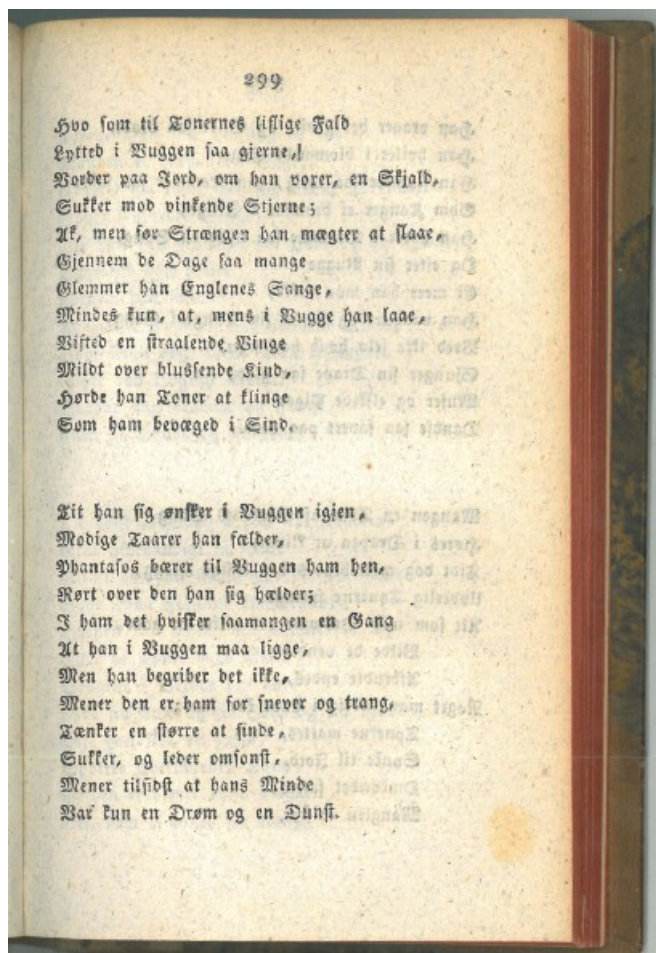 299
Hvo som til Tonernes liflige Fald
Lytted i Vuggen saa gjerne,!
Vorder paa Jord, om han voxer, en Skjald,
Sukker mod vinkende Stjerne;
Ak, men før Strængen han mægter at slaae,
Gjennem de Dage saa mange
Glemmer han Englenes Sange,
Mindes kun, at, mens i Vugge han laae,
Vifted en straalende Vinge
Mildt over blussende Kind,
Hørde han Toner at klinge
Som ham bevæged i Sind.
Tit han sig ønsker i Vuggen igjen,
Modige Taarer han fælder,
Phantasos bærer til Vuggen ham hen,
Rørt over den han sig hælder;
I ham det hvisker saamangen en Gang
At han i Vuggen maa ligge,
Men han begriber det ikke,
Mener den er ham for snever og trang,
Tænker en større at finde,
Sukker, og leder omsonst,
Mener tilsidst at hans Minde
Var kun en Drøm og en Dunst.